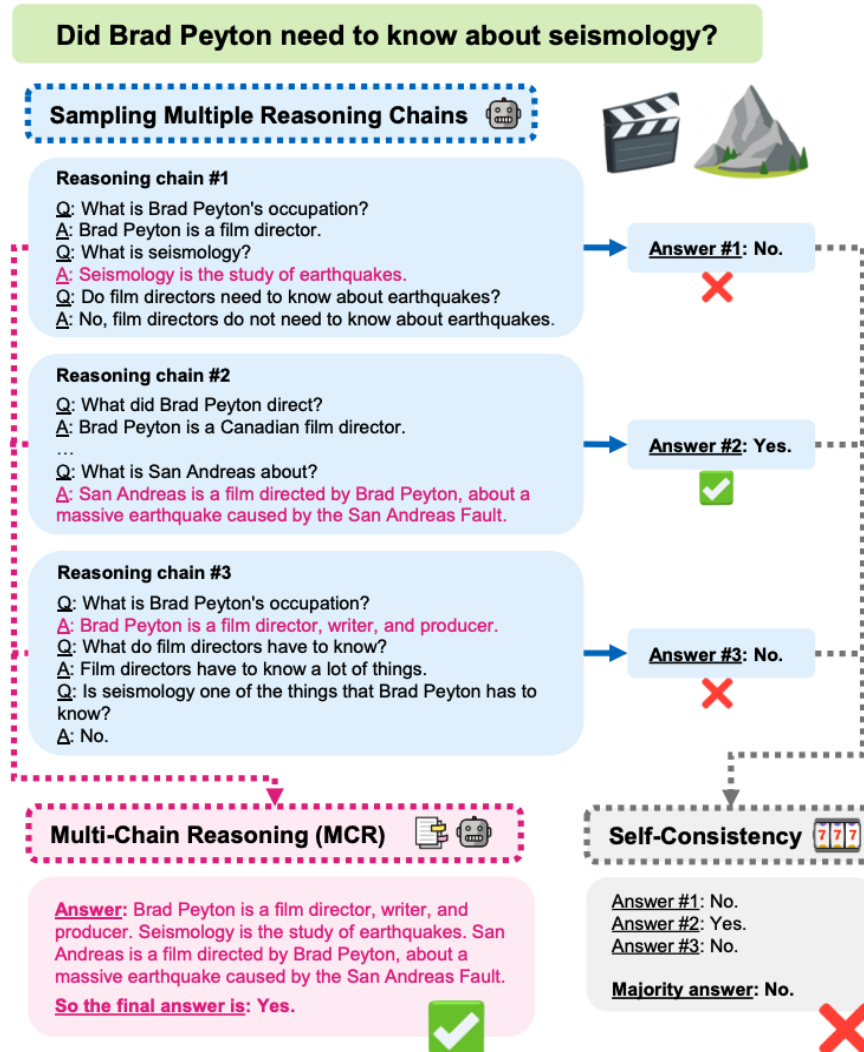 Did Brad Peyton need to know about seismology?
Sampling Multiple Reasoning Chains
Reasoning chain #1
Q: What is Brad Peyton's occupation?
A: Brad Peyton is a film director.
Q: What is seismology?
A: Seismology is the study of earthquakes.
Q: Do film directors need to know about earthquakes?
A: No, film directors do not need to know about earthquakes.
Answer #1: No.
Reasoning chain #2
Q: What did Brad Peyton direct?
A: Brad Peyton is a Canadian film director.
...
Q: What is San Andreas about?
A: San Andreas is a film directed by Brad Peyton, about a
massive earthquake caused by the San Andreas Fault.
Answer #2: Yes.
Reasoning chain #3
Q: What is Brad Peyton's occupation?
A: Brad Peyton is a film director, writer, and producer.
Q: What do film directors have to know?
A: Film directors have to know a lot of things.
Q: Is seismology one of the things that Brad Peyton has to
know?
A: No.
Answer #3: No.
Multi-Chain Reasoning (MCR)
Answer: Brad Peyton is a film director, writer, and
producer. Seismology is the study of earthquakes. San
Andreas is a film directed by Brad Peyton, about a
massive earthquake caused by the San Andreas Fault.
So the final answer is: Yes.
Self-Consistency
777
Answer #1: No.
Answer #2: Yes.
Answer #3: No.
Majority answer: No.